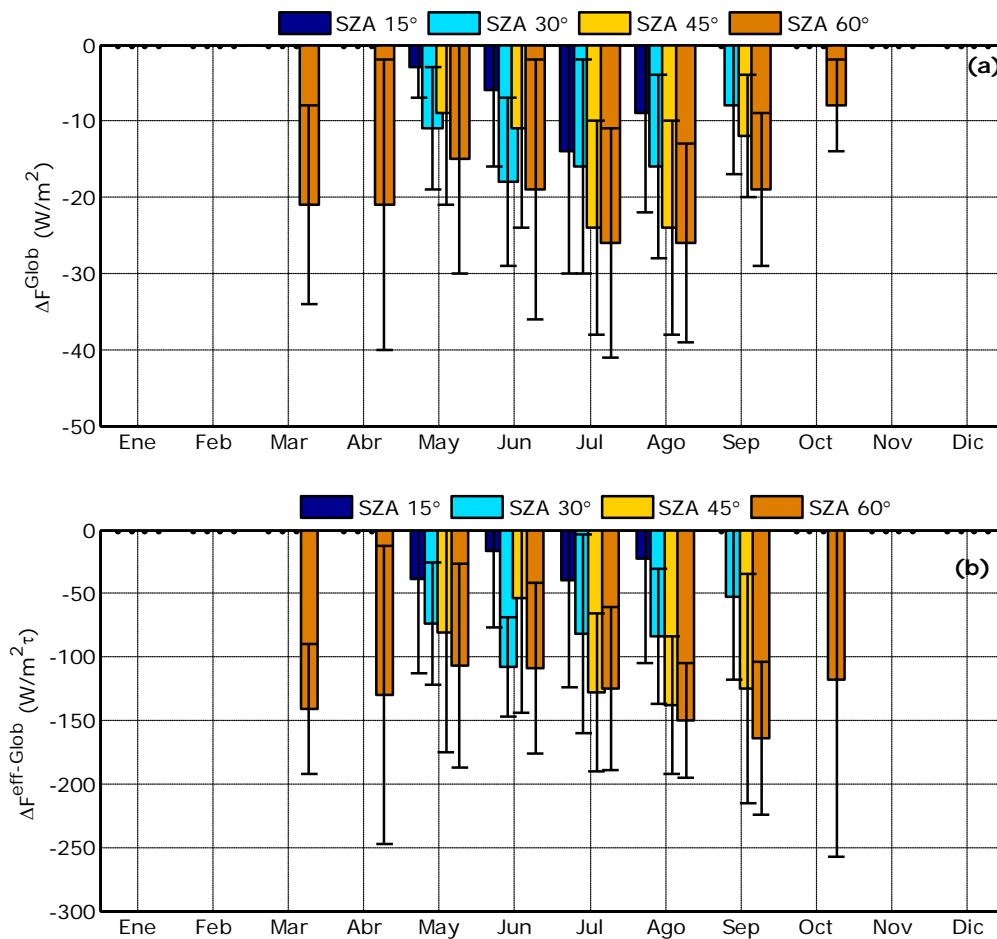 SZA 15° SZA 30° SZA 45° SZA 60°
(a)
0
-10
-20
-30
-40
-50
ΔF^Glob (W/m²)
Ene Feb Mar Abr May Jun Jul Ago Sep Oct Nov Dic
SZA 15° SZA 30° SZA 45° SZA 60°
(b)
0
-50
-100
-150
-200
-250
-300
ΔF^eff-Glob (W/m²τ)
Ene Feb Mar Abr May Jun Jul Ago Sep Oct Nov Dic